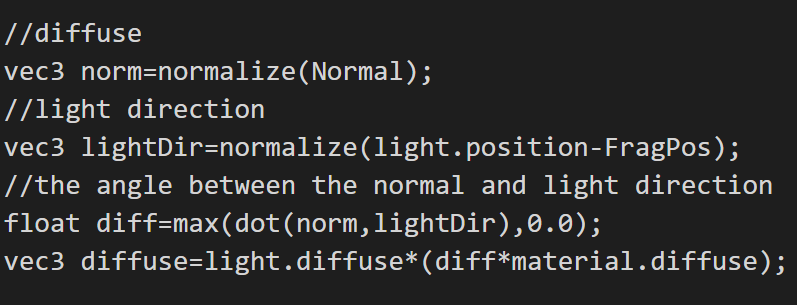 //diffuse
vec3 norm=normalize(Normal);
//light direction
vec3 lightDir=normalize(light.position-FragPos);
//the angle between the normal and light direction
float diff=max(dot(norm,lightDir),0.0);
vec3 diffuse=light.diffuse*(diff*material.diffuse);